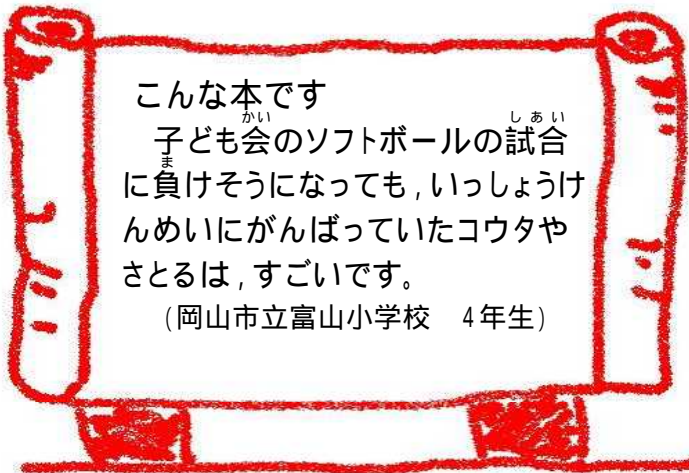 こんな本です
子ども会のソフトボールの試合
に負けそうになっても,いっしょうけ
んめいにがんばっていたコウタや
さとるは,すごいです。
(岡山市立富山小学校 4年生)